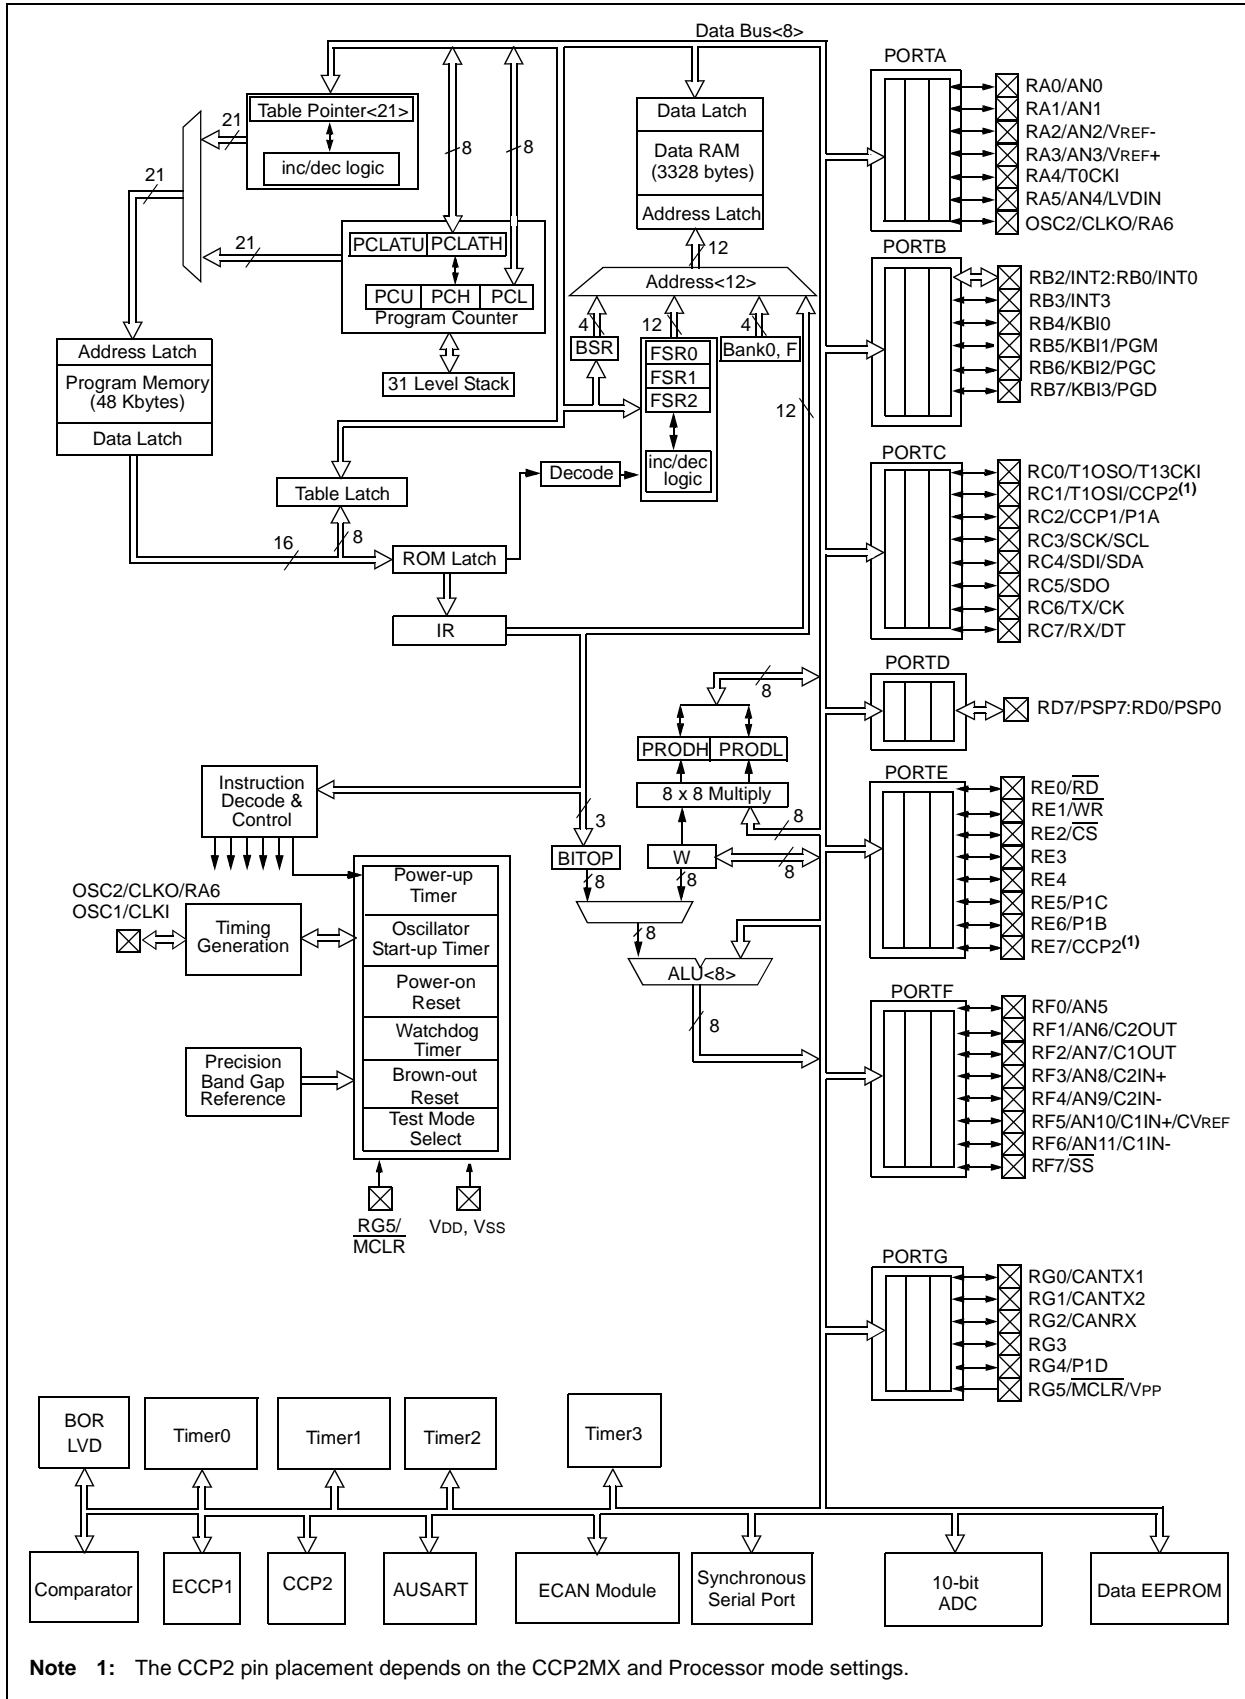 Data Bus<8>
21
21
Table Pointer<21>
inc/dec logic
8
8
21
PCLATU PCLATH
PCU PCH PCL
Program Counter
31 Level Stack
Address Latch
Program Memory
(48 Kbytes)
Data Latch
Data Latch
Data RAM
(3328 bytes)
Address Latch
12
Address<12>
4
12
4
BSR
FSR0
FSR1
FSR2
Bank0, F
12
inc/dec
logic
Decode
Table Latch
8
16
ROM Latch
IR
8
PRODH PRODL
8 x 8 Multiply
8
3
BITOP
W
8
8
8
8
ALU<8>
8
Instruction
Decode &
Control
OSC2/CLKO/RA6
OSC1/CLKI
Timing
Generation
Power-up
Timer
Oscillator
Start-up Timer
Power-on
Reset
Watchdog
Timer
Brown-out
Reset
Test Mode
Select
Precision
Band Gap
Reference
RG5/
MCLR
VDD, VSS
PORTA
RA0/AN0
RA1/AN1
RA2/AN2/VREF-
RA3/AN3/VREF+
RA4/T0CKI
RA5/AN4/LVDIN
OSC2/CLKO/RA6
PORTB
RB2/INT2:RB0/INT0
RB3/INT3
RB4/KBI0
RB5/KBI1/PGM
RB6/KBI2/PGC
RB7/KBI3/PGD
PORTC
RC0/T1OSO/T13CKI
RC1/T1OSI/CCP2(1)
RC2/CCP1/P1A
RC3/SCK/SCL
RC4/SDI/SDA
RC5/SDO
RC6/TX/CK
RC7/RX/DT
PORTD
RD7/PSP7:RD0/PSP0
PORTE
RE0/RD
RE1/WR
RE2/CS
RE3
RE4
RE5/P1C
RE6/P1B
RE7/CCP2(1)
PORTF
RF0/AN5
RF1/AN6/C2OUT
RF2/AN7/C1OUT
RF3/AN8/C2IN+
RF4/AN9/C2IN-
RF5/AN10/C1IN+/CVREF
RF6/AN11/C1IN-
RF7/SS
PORTG
RG0/CANTX1
RG1/CANTX2
RG2/CANRX
RG3
RG4/P1D
RG5/MCLR/VPP
BOR
LVD
Timer0
Timer1
Timer2
Timer3
Comparator
ECCP1
CCP2
AUSART
ECAN Module
Synchronous
Serial Port
10-bit
ADC
Data EEPROM
Note 1: The CCP2 pin placement depends on the CCP2MX and Processor mode settings.